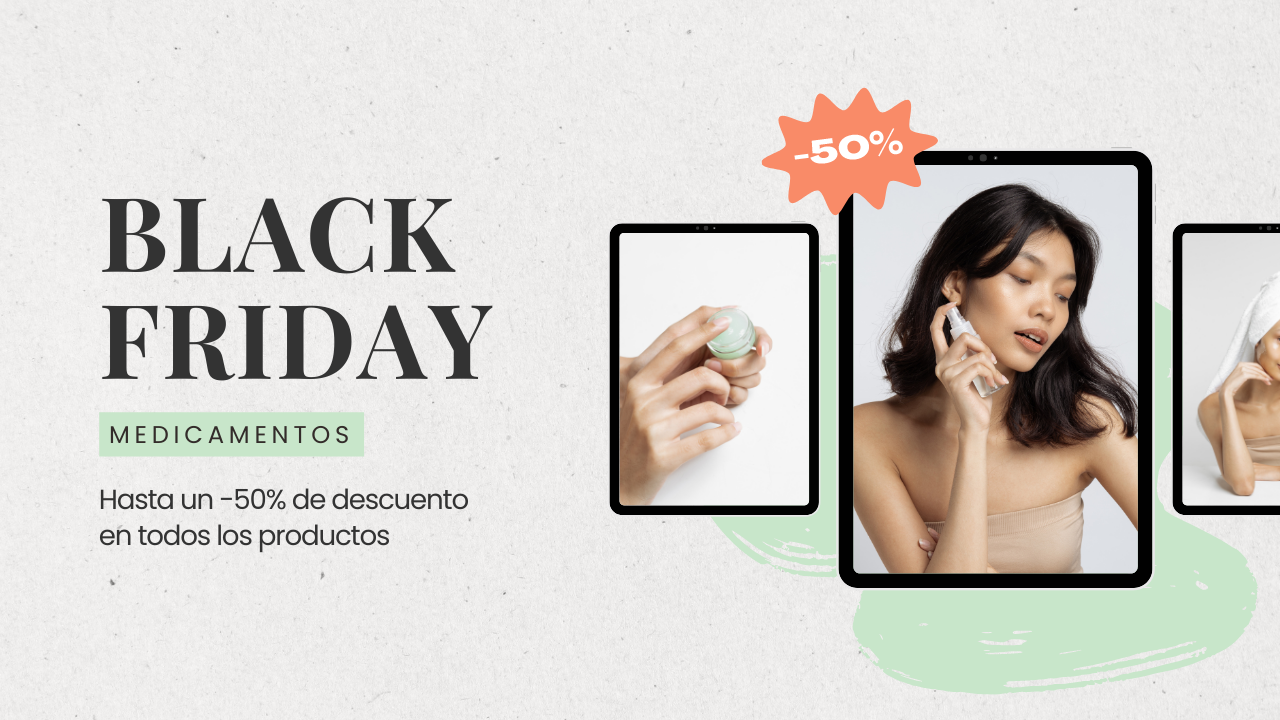 BLACK
FRIDAY
MEDICAMENTOS
Hasta un -50% de descuento
en todos los productos
-50%